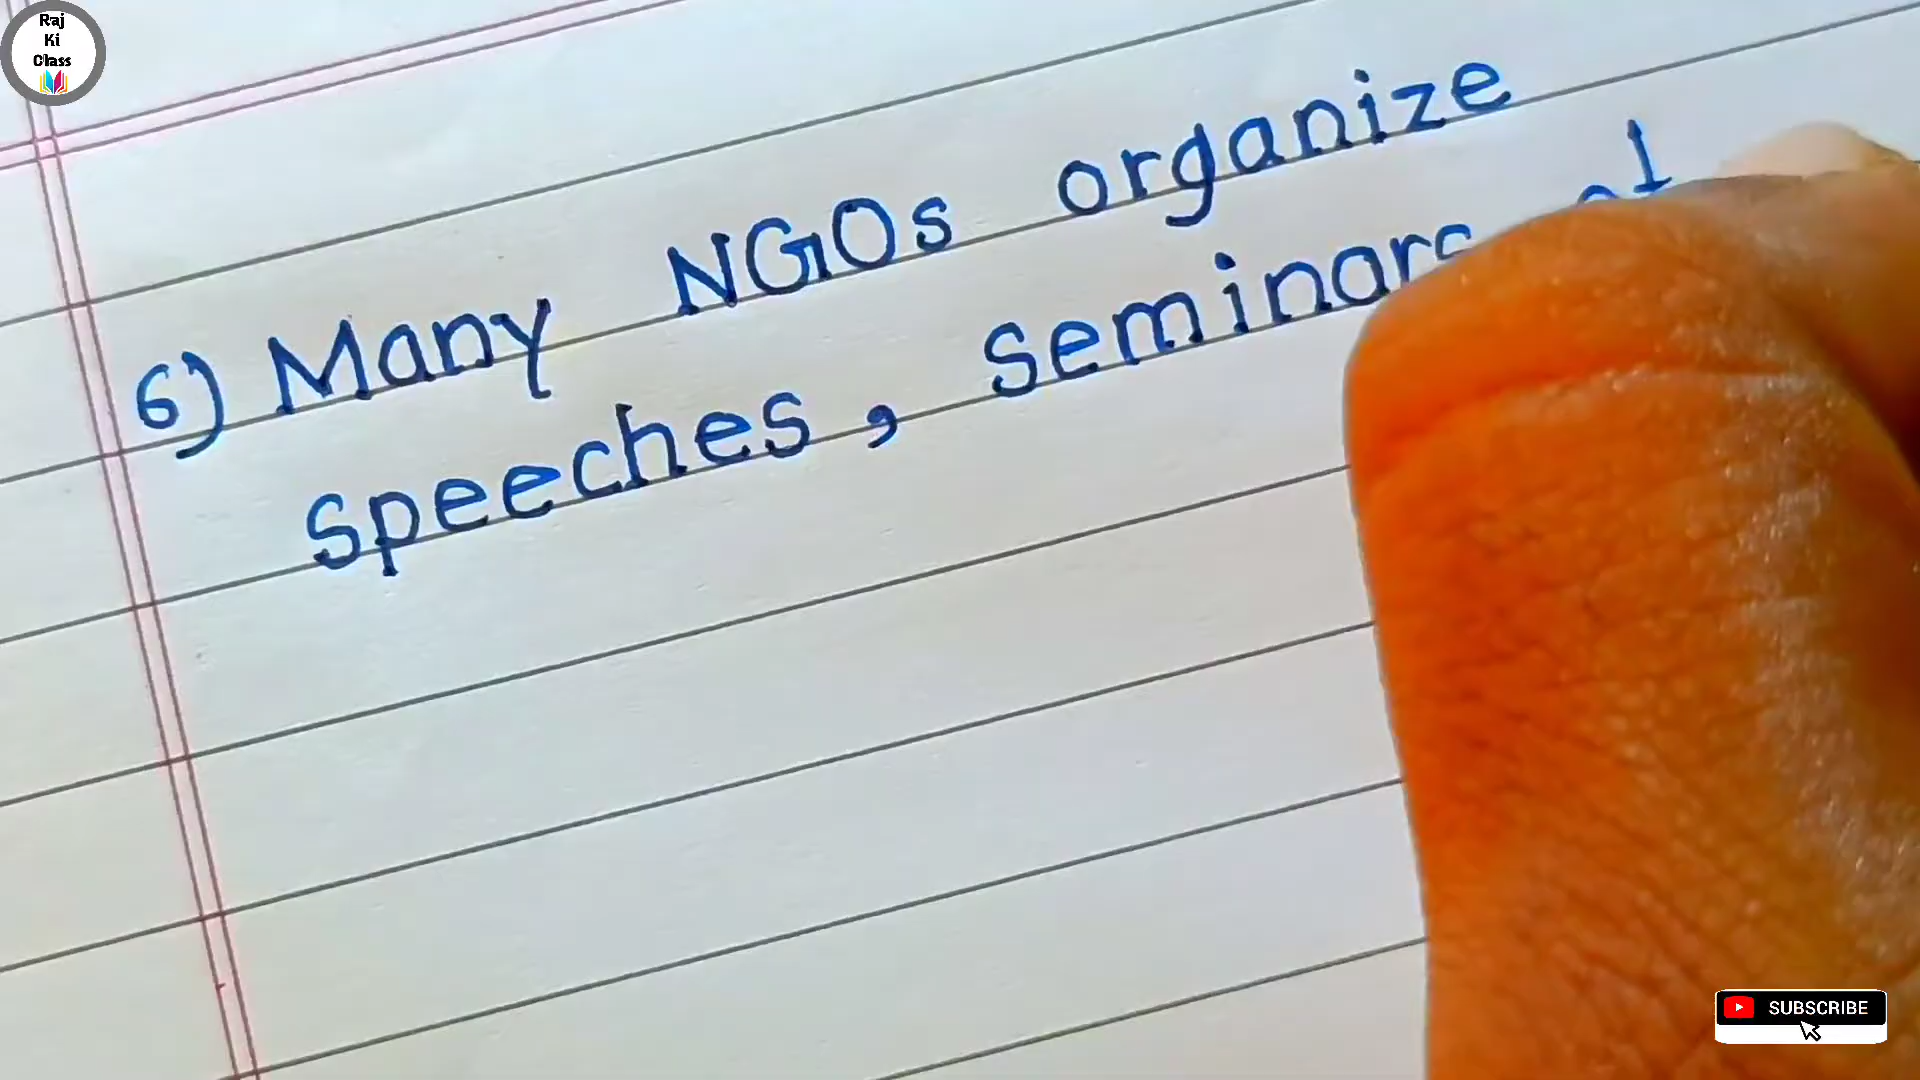 Raj
Ki
Class
6) Many NGOs organize
speeches, seminars
SUBSCRIBE